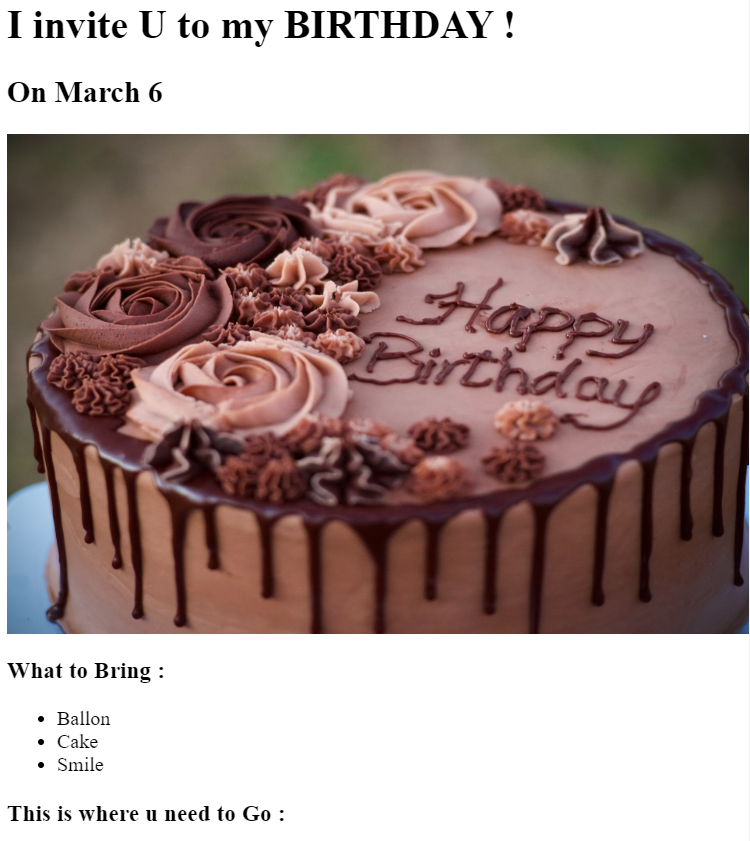 I invite U to my BIRTHDAY !
On March 6
Happy
Birthday
What to Bring :
Ballon
Cake
Smile
This is where u need to Go :